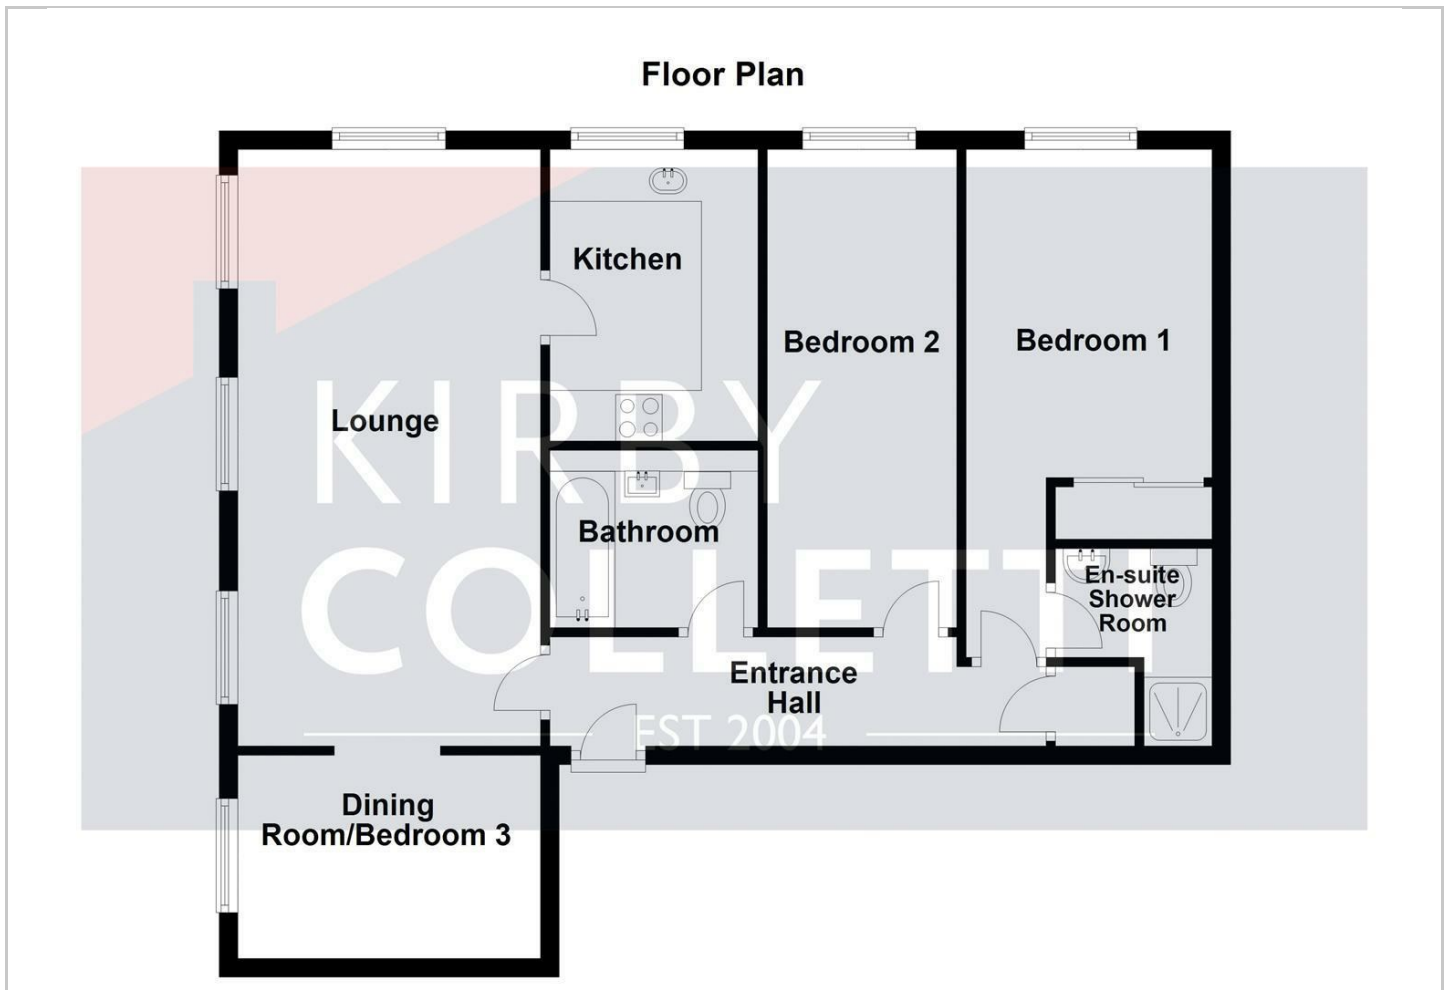 Floor Plan
Kitchen
Bedroom 2
Bedroom 1
Lounge
KIRBY
Bathroom
COLLETTI
En-suite
Shower
Room
Entrance
Hall
EST 2004
Dining
Room/Bedroom 3